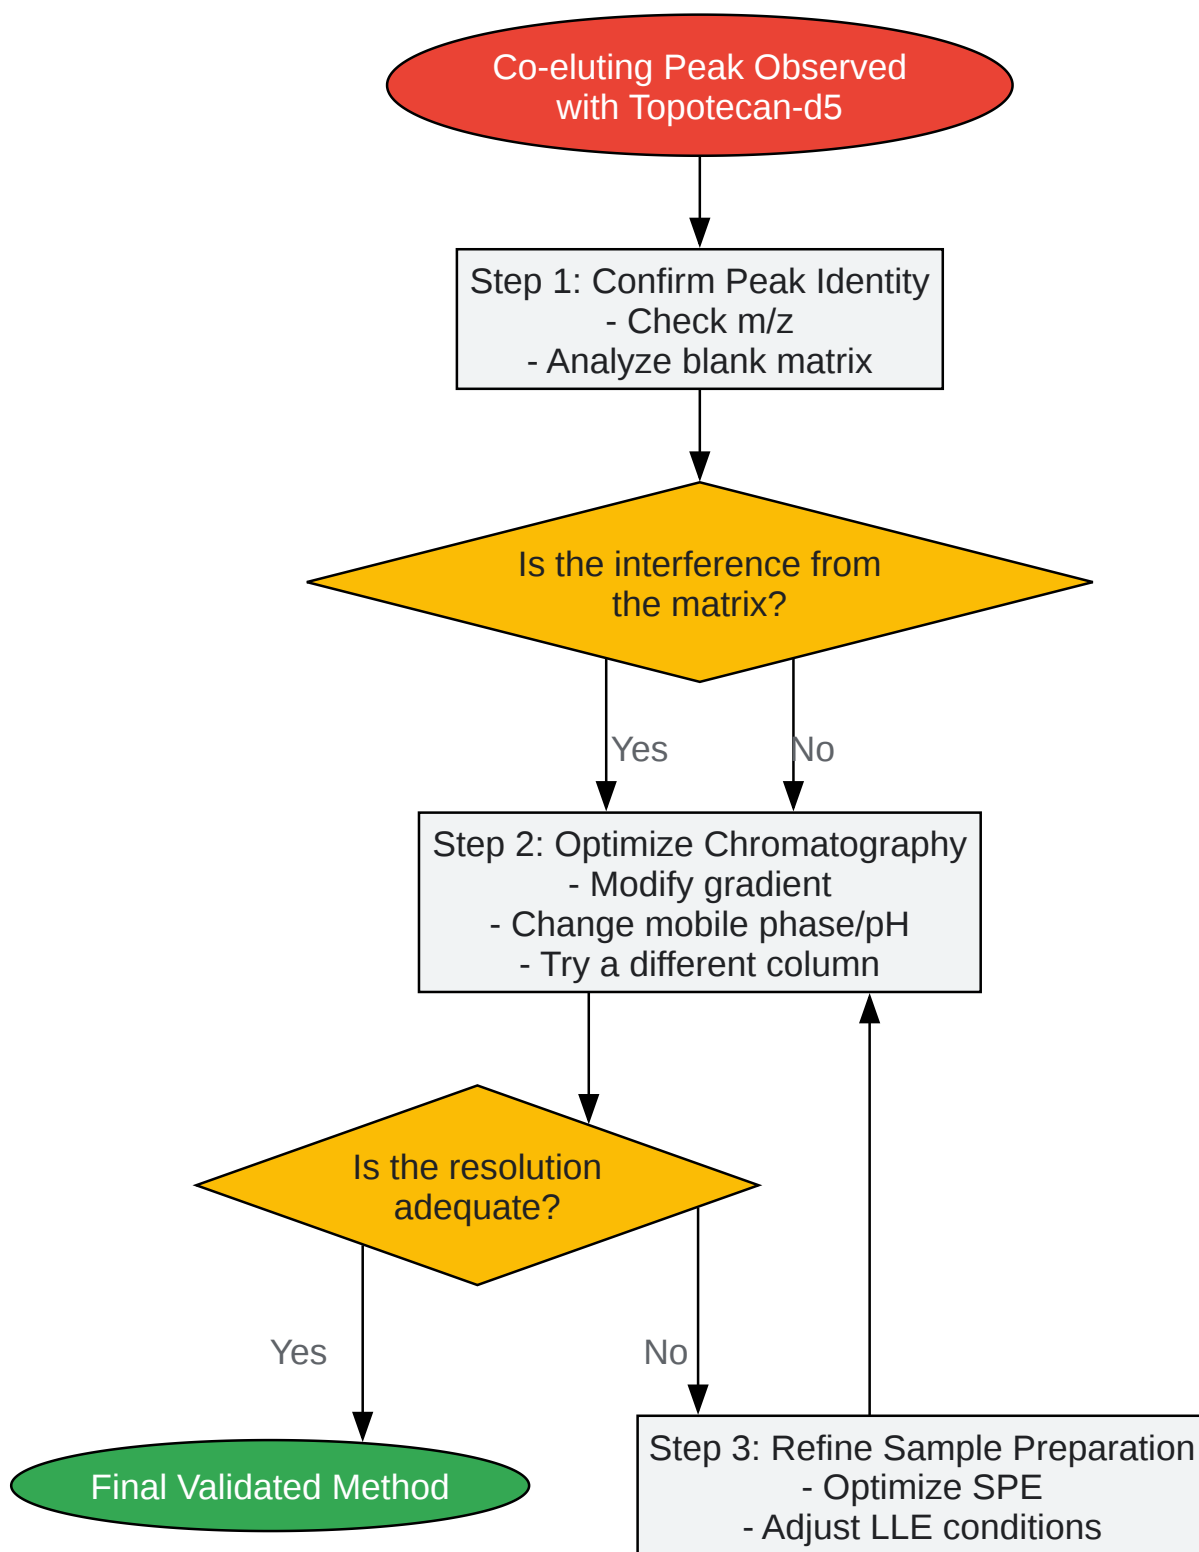 Co-eluting Peak Observed
with Topotecan-d5
Step 1: Confirm Peak Identity
- Check m/z
- Analyze blank matrix
Is the interference from
the matrix?
Yes
No
Step 2: Optimize Chromatography
- Modify gradient
- Change mobile phase/pH
- Try a different column
Is the resolution
adequate?
Yes
No
Final Validated Method
Step 3: Refine Sample Preparation
- Optimize SPE
- Adjust LLE conditions